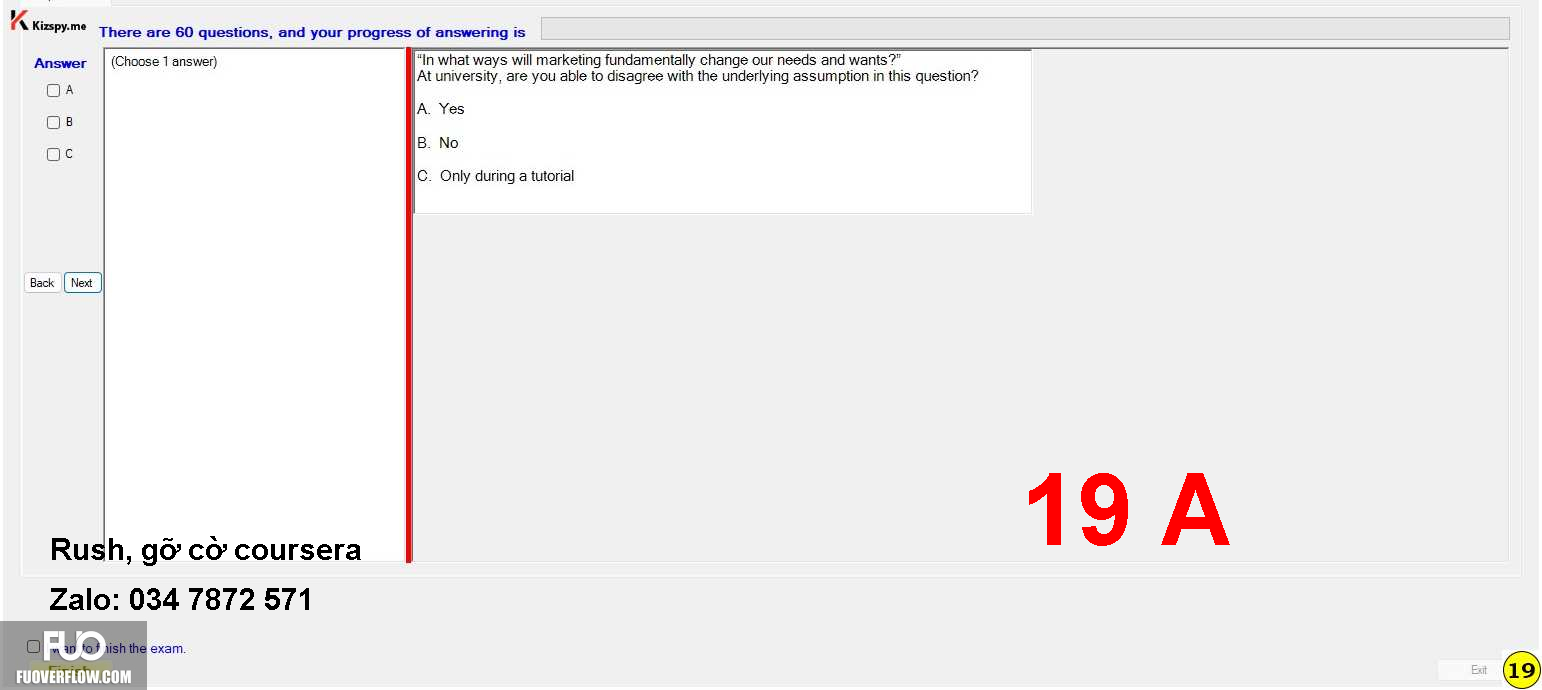 Kizspy.me
There are 60 questions, and your progress of answering is
Answer
(Choose 1 answer)
A
B
C
Back
Next
“In what ways will marketing fundamentally change our needs and wants?”
At university, are you able to disagree with the underlying assumption in this question?
A. Yes
B. No
C. Only during a tutorial
19 A
Rush, gỡ cờ coursera
Zalo: 034 7872 571
to finish the exam.
FUO
FUOVERFLOW.COM
Exit
19